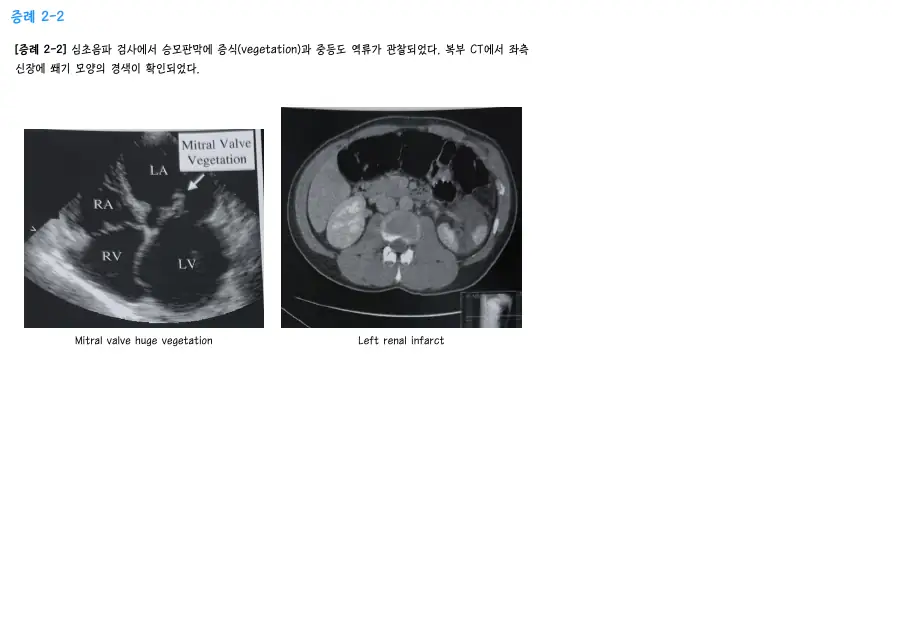 증례 2-2
[증례 2-2] 심초음파 검사에서 승모판막에 증식(vegetation)과 중등도 역류가 관찰되었다. 복부 CT에서 좌측
신장에 쐐기 모양의 경색이 확인되었다.
Mitral Valve
Vegetation
LA
RA
RV
LV
Mitral valve huge vegetation
Left renal infarct